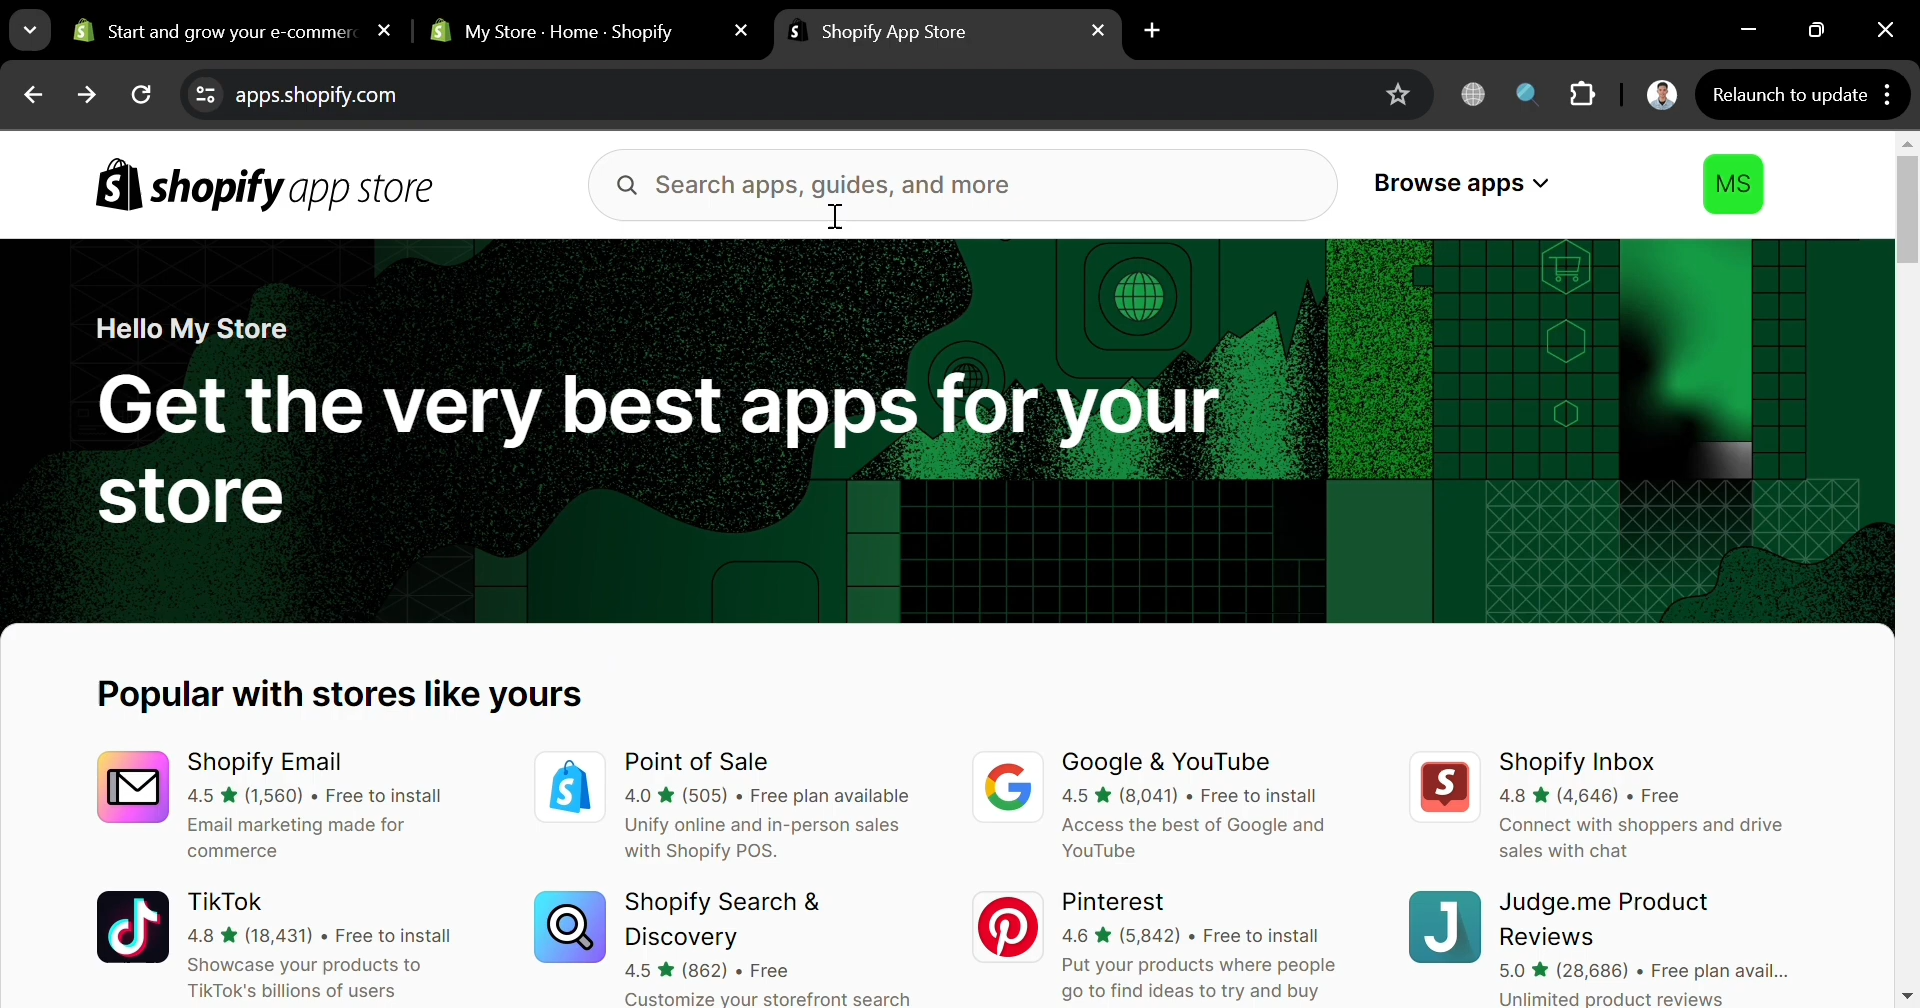 Start and grow your e-commerc
My Store · Home · Shopify
Shopify App Store
apps.shopify.com
Relaunch to update
shopify app store
Search apps, guides, and more
Browse apps
MS
Hello My Store
Get the very best apps for your
store
Popular with stores like yours
Shopify Email
4.5 ★ (1,560) • Free to install
Email marketing made for
commerce
Point of Sale
4.0 ★ (505) • Free plan available
Unify online and in-person sales
with Shopify POS.
Google & YouTube
4.5 ★ (8,041) • Free to install
Access the best of Google and
YouTube
Shopify Inbox
4.8 ★ (4,646) • Free
Connect with shoppers and drive
sales with chat
TikTok
4.8 ★ (18,431) • Free to install
Showcase your products to
TikTok's billions of users
Shopify Search &
Discovery
4.5 ★ (862) • Free
Customize your storefront search
Pinterest
4.6 ★ (5,842) • Free to install
Put your products where people
go to find ideas to try and buy
Judge.me Product
Reviews
5.0 ★ (28,686) • Free plan avail...
Unlimited product reviews